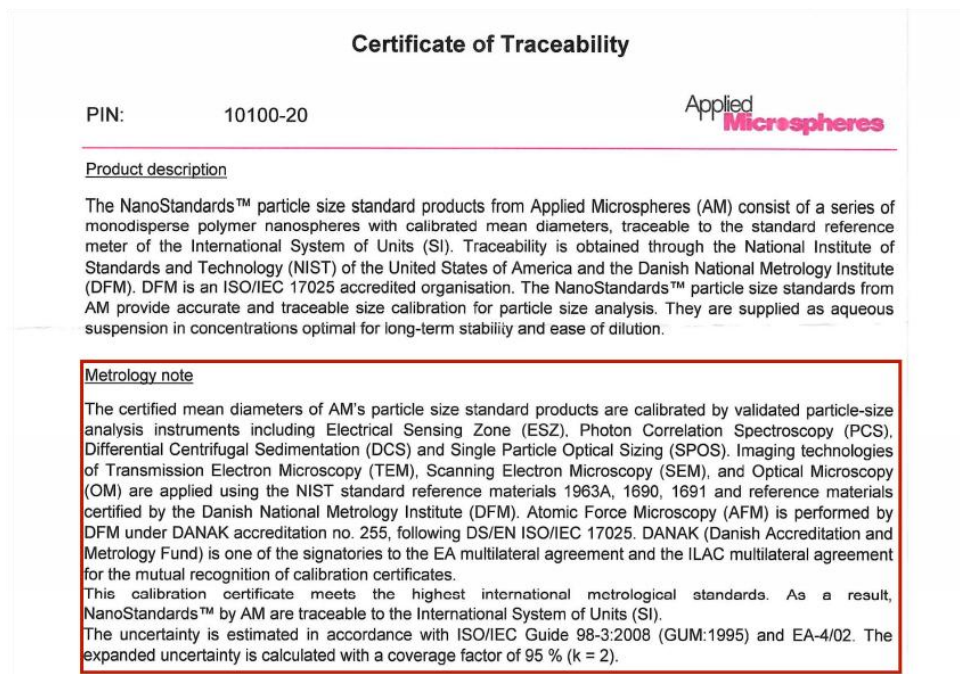 Certificate of Traceability
PIN: 10100-20
Applied
Microspheres
Product description
The NanoStandards™ particle size standard products from Applied Microspheres (AM) consist of a series of
monodisperse polymer nanospheres with calibrated mean diameters, traceable to the standard reference
meter of the International System of Units (SI). Traceability is obtained through the National Institute of
Standards and Technology (NIST) of the United States of America and the Danish National Metrology Institute
(DFM). DFM is an ISO/IEC 17025 accredited organisation. The NanoStandards™ particle size standards from
AM provide accurate and traceable size calibration for particle size analysis. They are supplied as aqueous
suspension in concentrations optimal for long-term stability and ease of dilution.
Metrology note
The certified mean diameters of AM's particle size standard products are calibrated by validated particle-size
analysis instruments including Electrical Sensing Zone (ESZ), Photon Correlation Spectroscopy (PCS),
Differential Centrifugal Sedimentation (DCS) and Single Particle Optical Sizing (SPOS). Imaging technologies
of Transmission Electron Microscopy (TEM), Scanning Electron Microscopy (SEM), and Optical Microscopy
(OM) are applied using the NIST standard reference materials 1963A, 1690, 1691 and reference materials
certified by the Danish National Metrology Institute (DFM). Atomic Force Microscopy (AFM) is performed by
DFM under DANAK accreditation no. 255, following DS/EN ISO/IEC 17025. DANAK (Danish Accreditation and
Metrology Fund) is one of the signatories to the EA multilateral agreement and the ILAC multilateral agreement
for the mutual recognition of calibration certificates.
This calibration certificate meets the highest international metrological standards. As a result,
NanoStandards™ by AM are traceable to the International System of Units (SI).
The uncertainty is estimated in accordance with ISO/IEC Guide 98-3:2008 (GUM:1995) and EA-4/02. The
expanded uncertainty is calculated with a coverage factor of 95 % (k = 2).